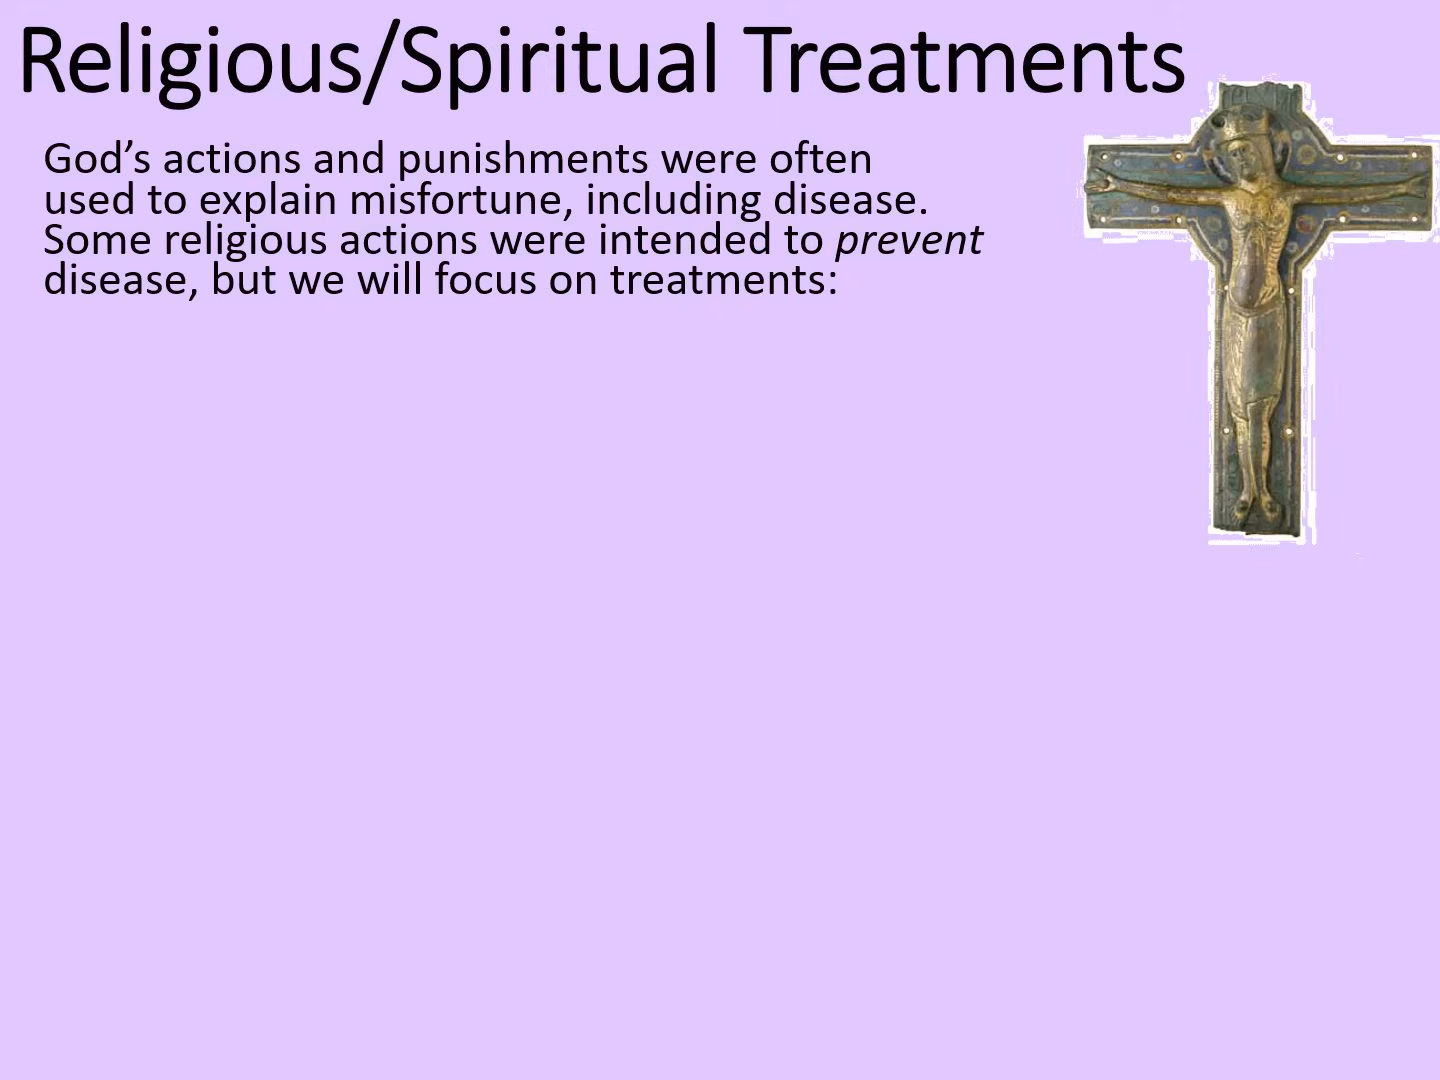 Religious/Spiritual Treatments
God’s actions and punishments were often
used to explain misfortune, including disease.
Some religious actions were intended to prevent
disease, but we will focus on treatments: